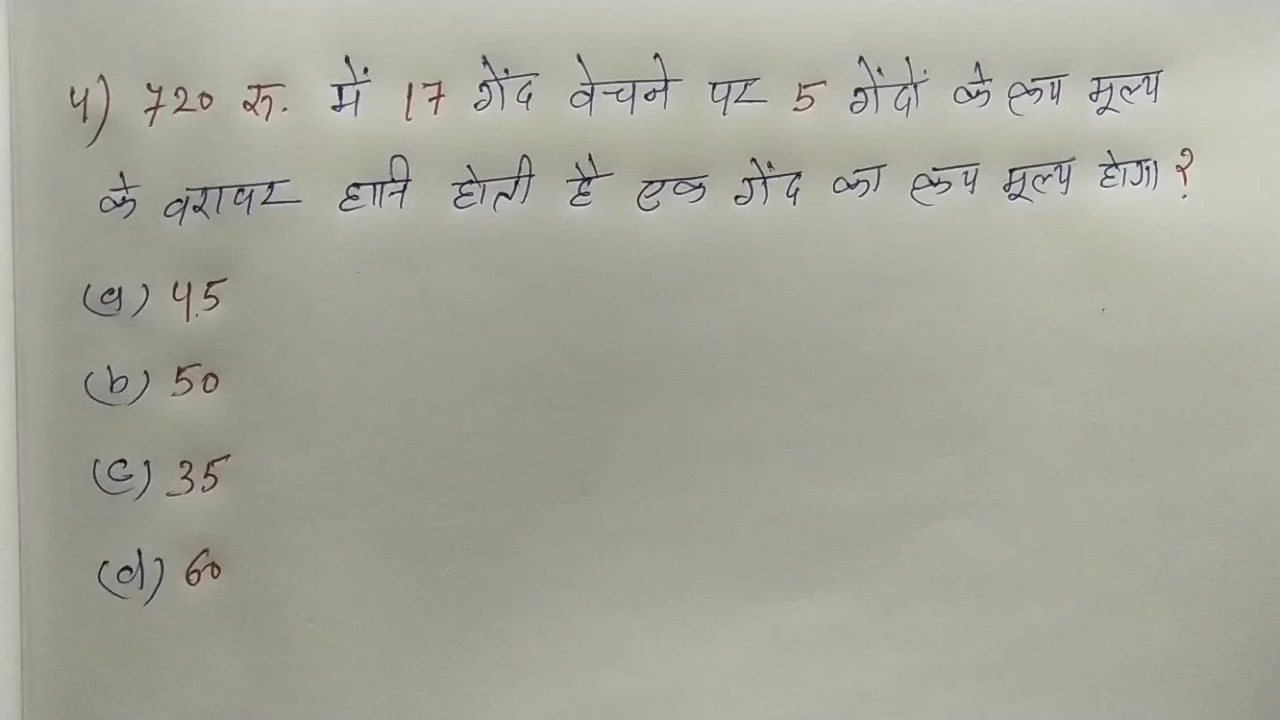 4) 720 रु. में 17 गेंद बेचने पर 5 गेंदों के क्रय मूल्य
के बराबर हानि होती है एक गेंद का क्रय मूल्य होगा ?
(a) 45
(b) 50
(c) 35
(d) 60